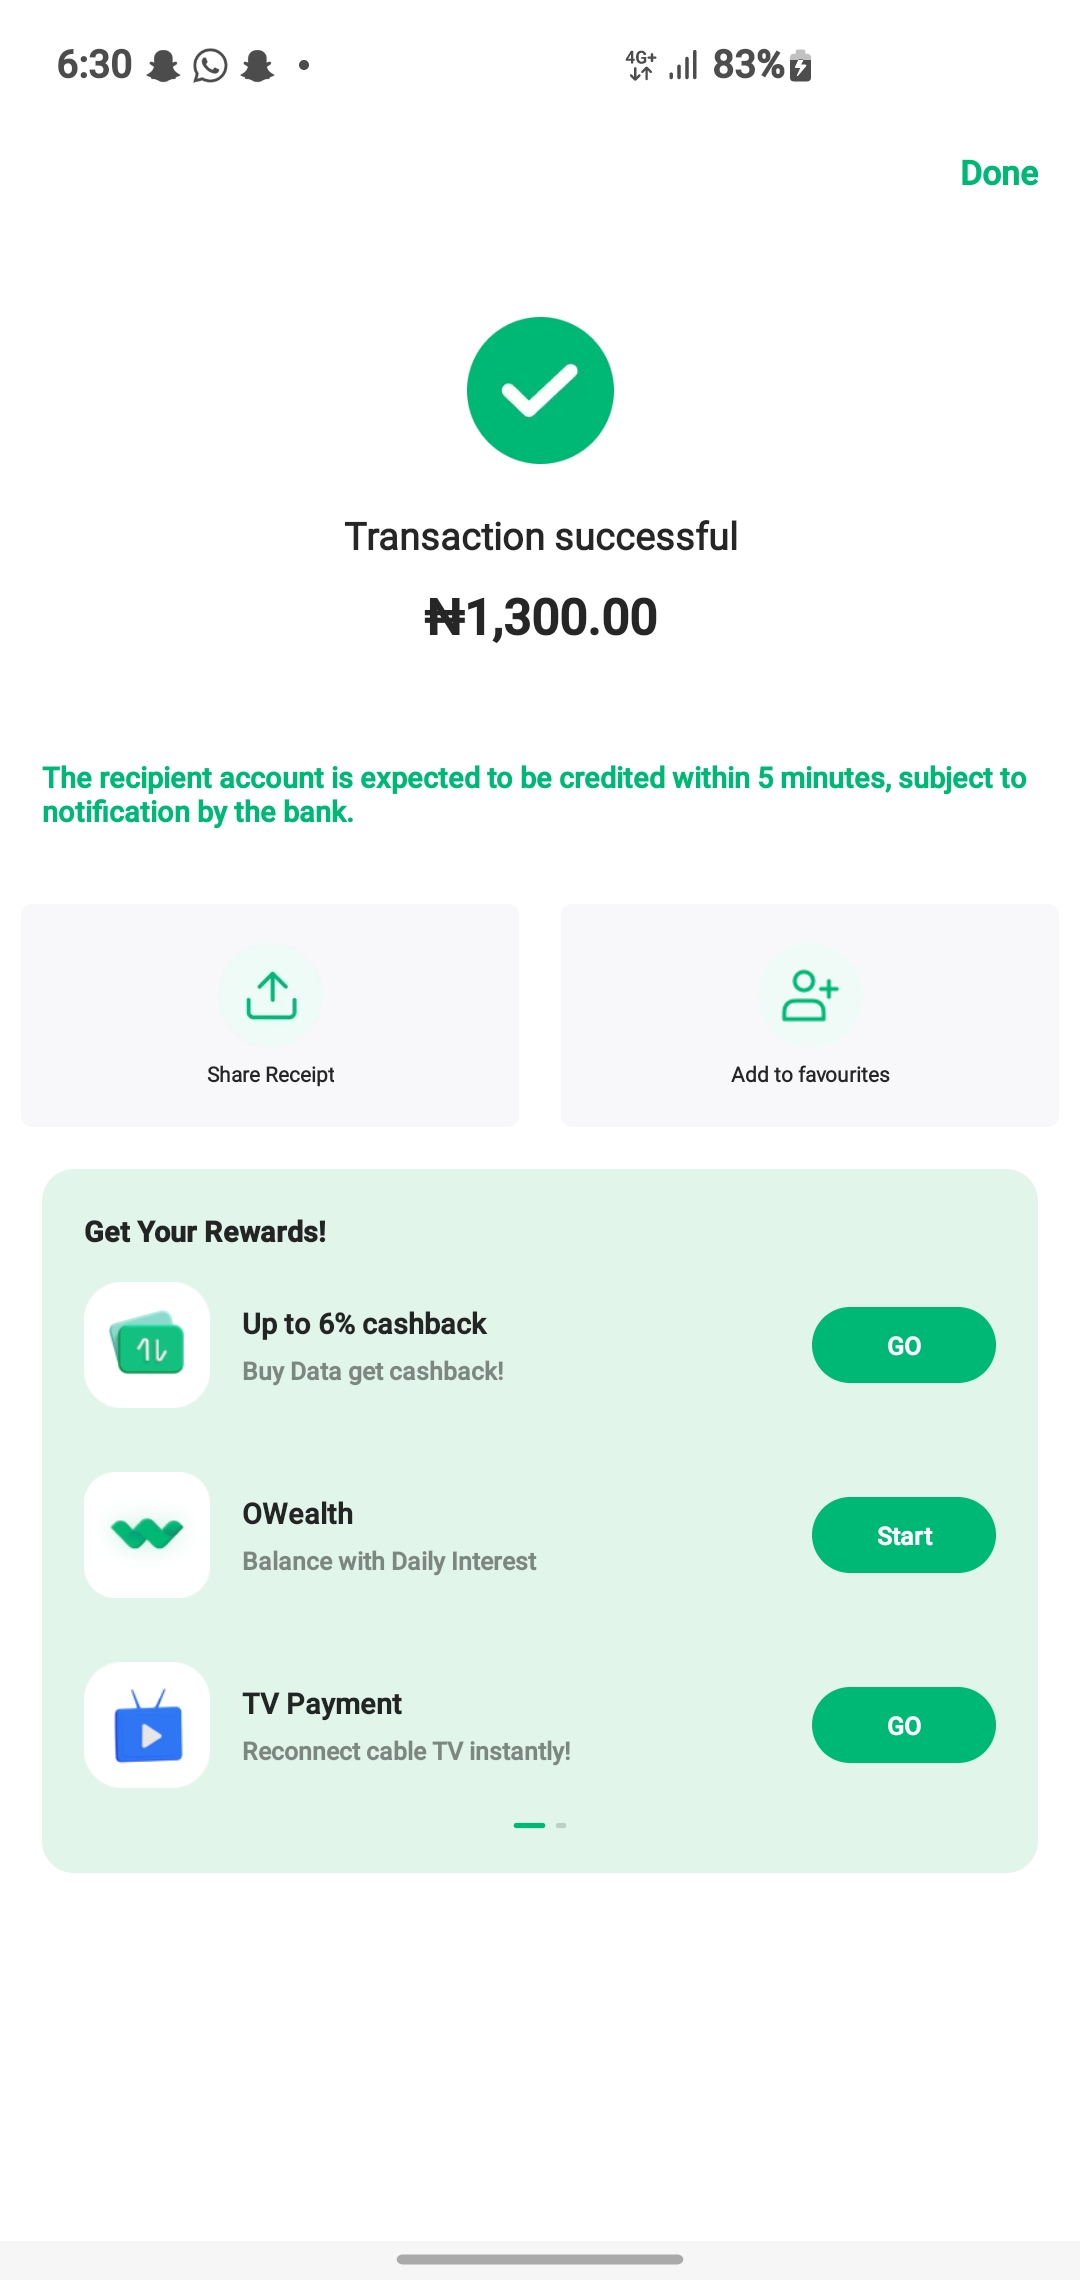 6:30
4G+
83%
Done
Transaction successful
₦1,300.00
The recipient account is expected to be credited within 5 minutes, subject to
notification by the bank.
Share Receipt
Add to favourites
Get Your Rewards!
Up to 6% cashback
Buy Data get cashback!
GO
OWealth
Balance with Daily Interest
Start
TV Payment
Reconnect cable TV instantly!
GO